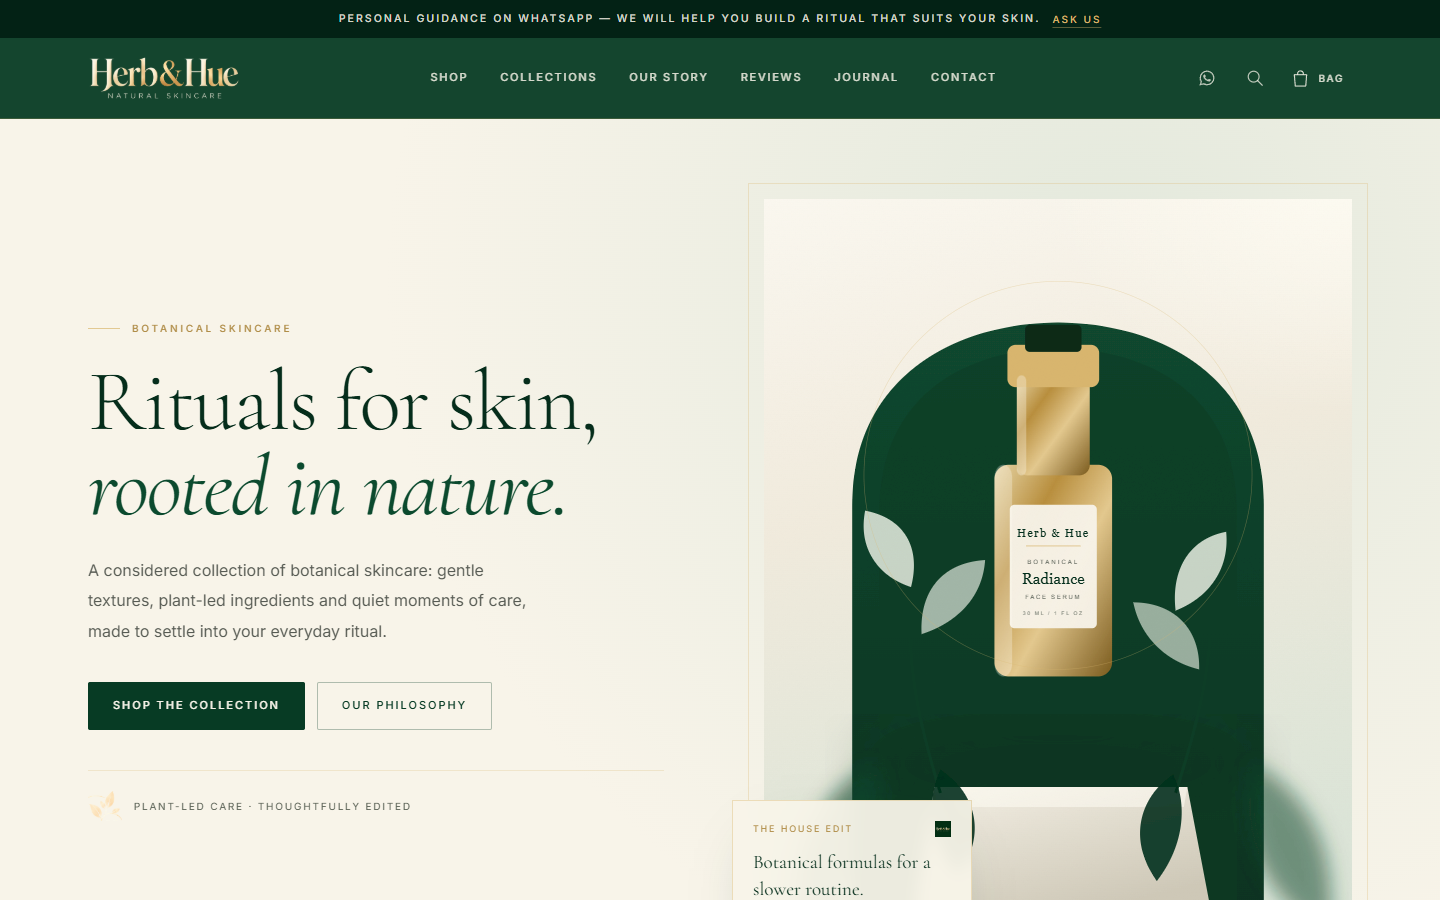 PERSONAL GUIDANCE ON WHATSAPP — WE WILL HELP YOU BUILD A RITUAL THAT SUITS YOUR SKIN. ASK US
Herb&Hue
NATURAL SKINCARE
SHOP COLLECTIONS OUR STORY REVIEWS JOURNAL CONTACT
BAG
BOTANICAL SKINCARE
Rituals for skin,
rooted in nature.
A considered collection of botanical skincare: gentle
textures, plant-led ingredients and quiet moments of care,
made to settle into your everyday ritual.
SHOP THE COLLECTION
OUR PHILOSOPHY
PLANT-LED CARE · THOUGHTFULLY EDITED
Herb & Hue
BOTANICAL
Radiance
FACE SERUM
30 ML / 1 FL OZ
THE HOUSE EDIT
Botanical formulas for a
slower routine.